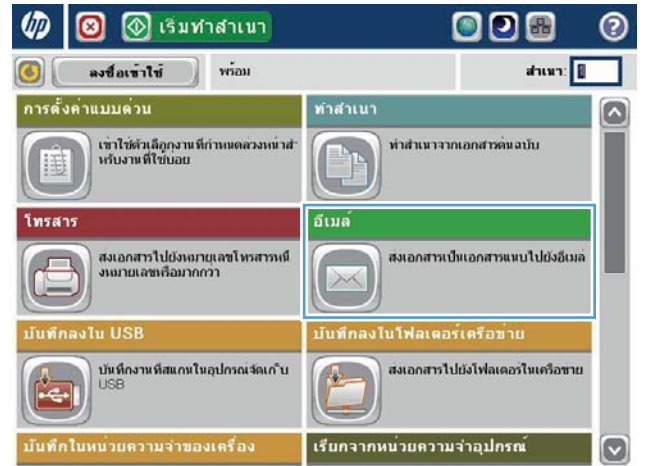 hp
เริ่มทำสำเนา
?
ลงชื่อเข้าใช้
พร้อม
สำเนา:
การตั้งค่าแบบด่วน
เข้าใช้ตัวเลือกงานที่กำหนดล่วงหน้าสำ
หรับงานที่ใช้บ่อย
ทำสำเนา
ทำสำเนาจากเอกสารต้นฉบับ
โทรสาร
ส่งเอกสารไปยังหมายเลขโทรสารหนึ่
งหมายเลขหรือมากกว่า
อีเมล์
ส่งเอกสารเป็นเอกสารแนบไปยังอีเมล
บันทึกลงใน USB
บันทึกงานที่สแกนในอุปกรณ์จัดเก็บ
USB
บันทึกลงในโฟลเดอร์เครือข่าย
ส่งเอกสารไปยังโฟลเดอร์ในเครือข่าย
บันทึกในหน่วยความจำของเครื่อง
เรียกจากหน่วยความจำอุปกรณ์